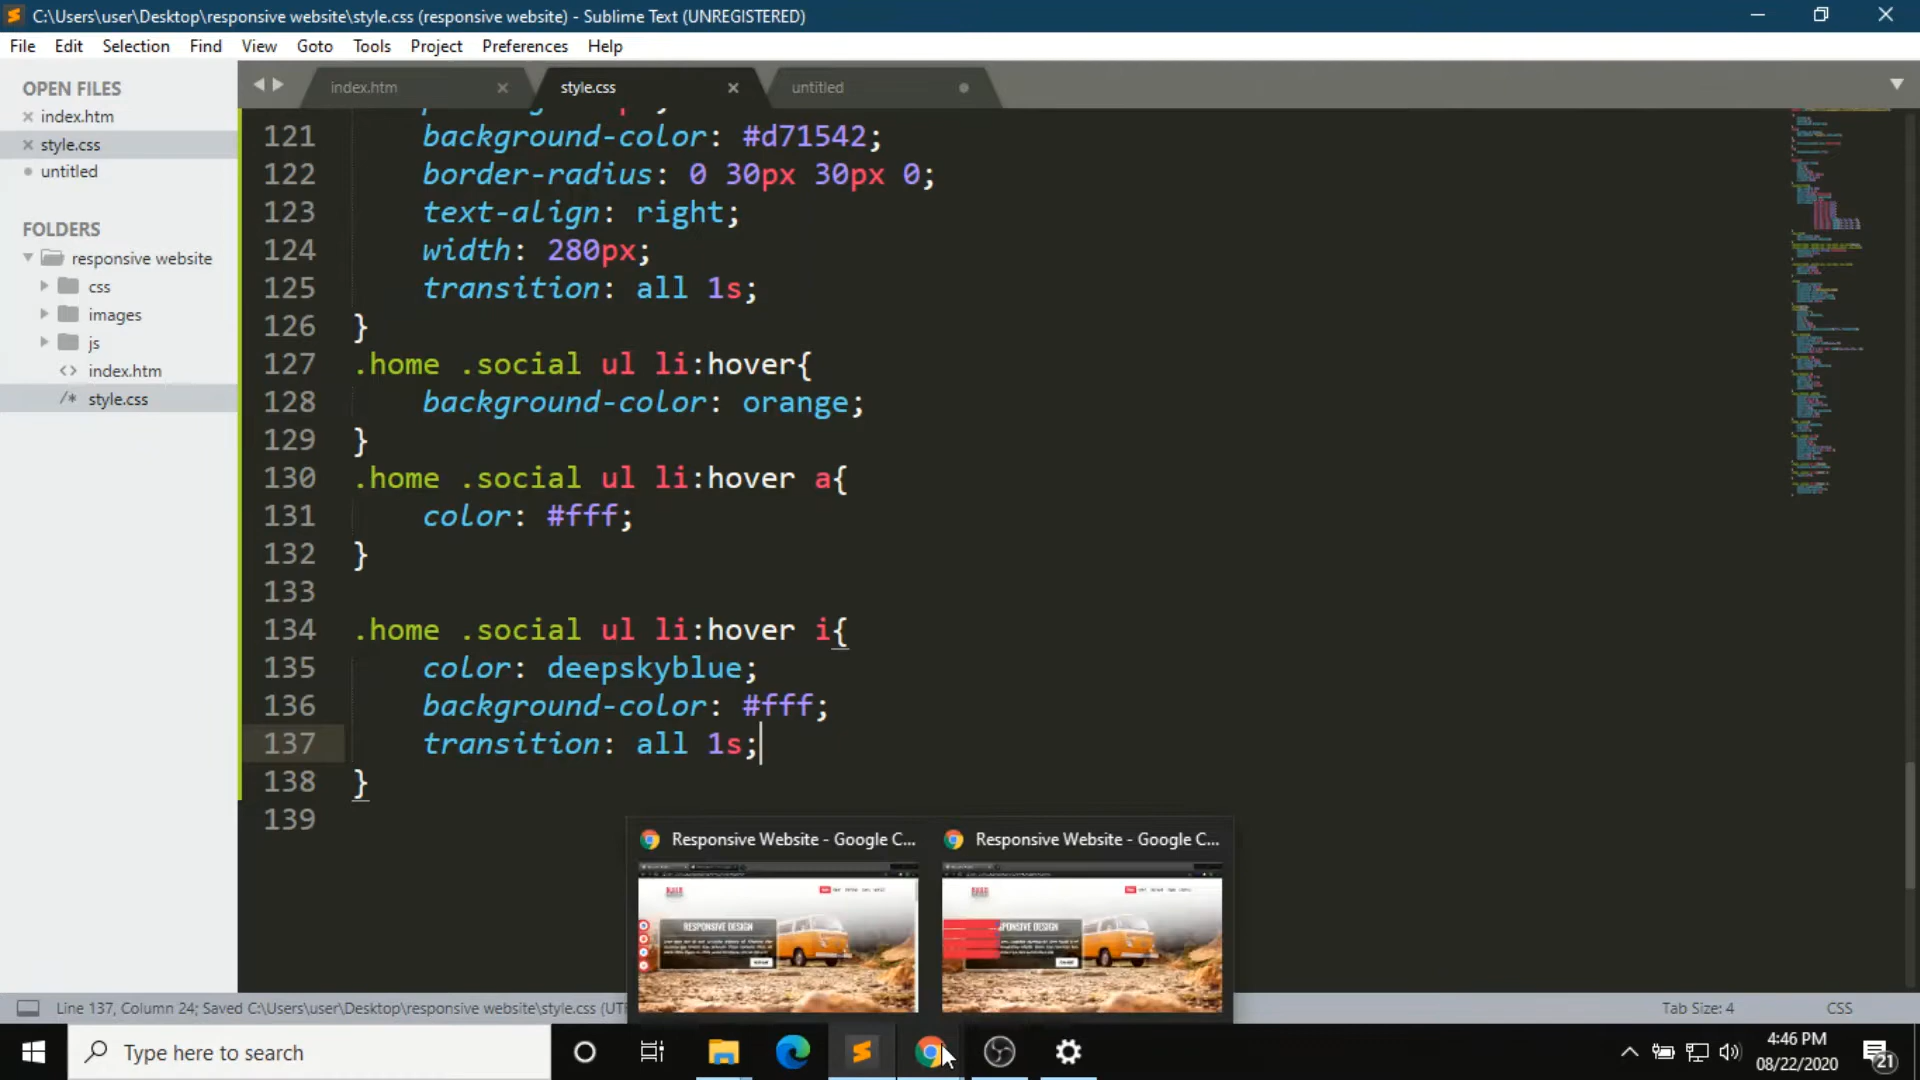 C:\Users\user\Desktop\responsive website\style.css (responsive website) - Sublime Text (UNREGISTERED)
File Edit Selection Find View Goto Tools Project Preferences Help
OPEN FILES
index.htm
style.css
untitled
FOLDERS
responsive website
css
images
js
index.htm
style.css
index.htm style.css untitled
121 background-color: #d71542;
122 border-radius: 0 30px 30px 0;
123 text-align: right;
124 width: 280px;
125 transition: all 1s;
126 }
127 .home .social ul li:hover{
128 background-color: orange;
129 }
130 .home .social ul li:hover a{
131 color: #fff;
132 }
133
134 .home .social ul li:hover i{
135 color: deepskyblue;
136 background-color: #fff;
137 transition: all 1s;
138 }
139
Responsive Website - Google C... Responsive Website - Google C...
RESPONSIVE DESIGN
Line 137, Column 24; Saved C:\Users\user\Desktop\responsive website\style.css (UT
Tab Size: 4 CSS
Type here to search
4:46 PM
08/22/2020
21